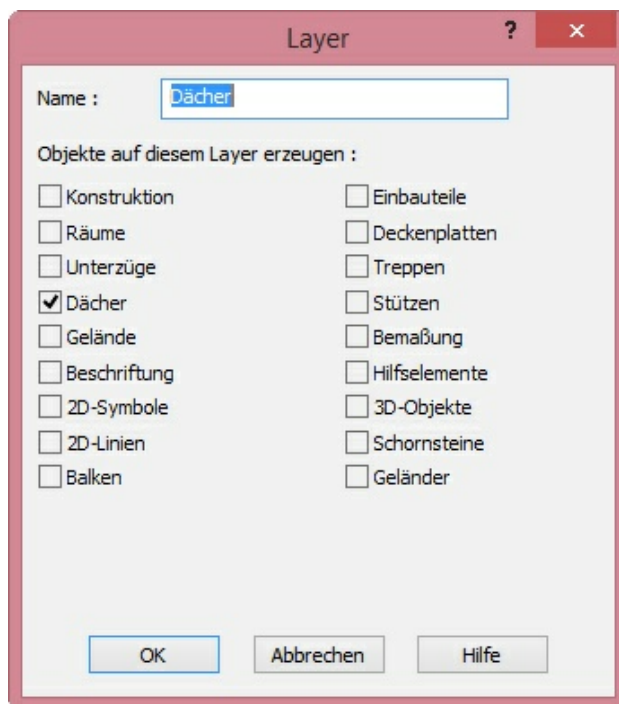 Layer ?
Name : Dächer
Objekte auf diesem Layer erzeugen :
Konstruktion Einbauteile
Räume Deckenplatten
Unterzüge Treppen
Dächer Stützen
Gelände Bemaßung
Beschriftung Hilfselemente
2D-Symbole 3D-Objekte
2D-Linien Schornsteine
Balken Geländer
OK Abbrechen Hilfe